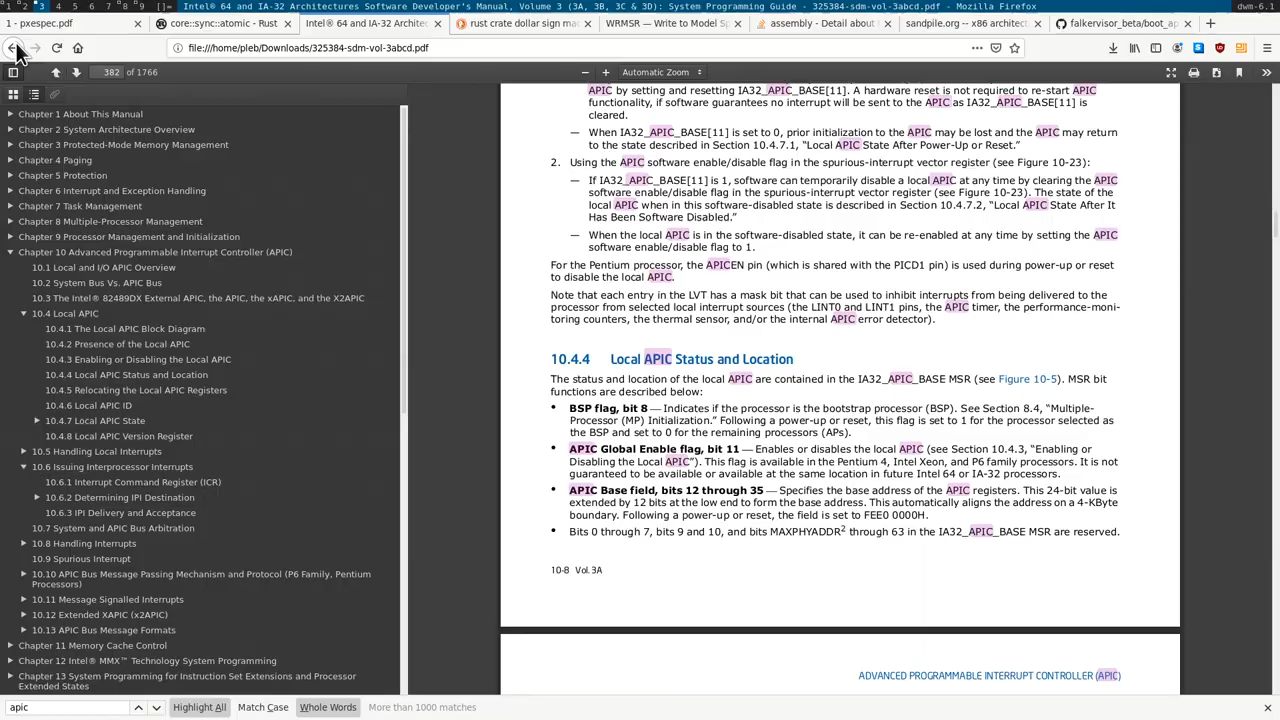 1 2 3 4 5 6 7 8 9 []= Intel® 64 and IA-32 Architectures Software Developer's Manual, Volume 3 (3A, 3B, 3C & 3D): System Programming Guide - 325384-sdm-vol-3abcd.pdf - Mozilla Firefox dwm-6.1
1 - pxespec.pdf
core::sync::atomic - Rust
Intel® 64 and IA-32 Architec
rust crate dollar sign mac
WRMSR — Write to Model Sp
assembly - Detail about
sandpile.org -- x86 architect
falkervisor_beta/boot_ap
file:///home/pleb/Downloads/325384-sdm-vol-3abcd.pdf
382 of 1766
Automatic Zoom
Chapter 1 About This Manual
Chapter 2 System Architecture Overview
Chapter 3 Protected-Mode Memory Management
Chapter 4 Paging
Chapter 5 Protection
Chapter 6 Interrupt and Exception Handling
Chapter 7 Task Management
Chapter 8 Multiple-Processor Management
Chapter 9 Processor Management and Initialization
Chapter 10 Advanced Programmable Interrupt Controller (APIC)
10.1 Local and I/O APIC Overview
10.2 System Bus Vs. APIC Bus
10.3 The Intel® 82489DX External APIC, the APIC, the xAPIC, and the X2APIC
10.4 Local APIC
10.4.1 The Local APIC Block Diagram
10.4.2 Presence of the Local APIC
10.4.3 Enabling or Disabling the Local APIC
10.4.4 Local APIC Status and Location
10.4.5 Relocating the Local APIC Registers
10.4.6 Local APIC ID
10.4.7 Local APIC State
10.4.8 Local APIC Version Register
10.5 Handling Local Interrupts
10.6 Issuing Interprocessor Interrupts
10.6.1 Interrupt Command Register (ICR)
10.6.2 Determining IPI Destination
10.6.3 IPI Delivery and Acceptance
10.7 System and APIC Bus Arbitration
10.8 Handling Interrupts
10.9 Spurious Interrupt
10.10 APIC Bus Message Passing Mechanism and Protocol (P6 Family, Pentium
Processors)
10.11 Message Signalled Interrupts
10.12 Extended XAPIC (x2APIC)
10.13 APIC Bus Message Formats
Chapter 11 Memory Cache Control
Chapter 12 Intel® MMX™ Technology System Programming
Chapter 13 System Programming for Instruction Set Extensions and Processor
Extended States
APIC by setting and resetting IA32_APIC_BASE[11]. A hardware reset is not required to re-start APIC
functionality, if software guarantees no interrupt will be sent to the APIC as IA32_APIC_BASE[11] is
cleared.
— When IA32_APIC_BASE[11] is set to 0, prior initialization to the APIC may be lost and the APIC may return
to the state described in Section 10.4.7.1, “Local APIC State After Power-Up or Reset.”
2. Using the APIC software enable/disable flag in the spurious-interrupt vector register (see Figure 10-23):
— If IA32_APIC_BASE[11] is 1, software can temporarily disable a local APIC at any time by clearing the APIC
software enable/disable flag in the spurious-interrupt vector register (see Figure 10-23). The state of the
local APIC when in this software-disabled state is described in Section 10.4.7.2, “Local APIC State After It
Has Been Software Disabled.”
— When the local APIC is in the software-disabled state, it can be re-enabled at any time by setting the APIC
software enable/disable flag to 1.
For the Pentium processor, the APICEN pin (which is shared with the PICD1 pin) is used during power-up or reset
to disable the local APIC.
Note that each entry in the LVT has a mask bit that can be used to inhibit interrupts from being delivered to the
processor from selected local interrupt sources (the LINT0 and LINT1 pins, the APIC timer, the performance-moni-
toring counters, the thermal sensor, and/or the internal APIC error detector).
10.4.4 Local APIC Status and Location
The status and location of the local APIC are contained in the IA32_APIC_BASE MSR (see Figure 10-5). MSR bit
functions are described below:
• BSP flag, bit 8 — Indicates if the processor is the bootstrap processor (BSP). See Section 8.4, “Multiple-
Processor (MP) Initialization.” Following a power-up or reset, this flag is set to 1 for the processor selected as
the BSP and set to 0 for the remaining processors (APs).
• APIC Global Enable flag, bit 11 — Enables or disables the local APIC (see Section 10.4.3, “Enabling or
Disabling the Local APIC”). This flag is available in the Pentium 4, Intel Xeon, and P6 family processors. It is not
guaranteed to be available or available at the same location in future Intel 64 or IA-32 processors.
• APIC Base field, bits 12 through 35 — Specifies the base address of the APIC registers. This 24-bit value is
extended by 12 bits at the low end to form the base address. This automatically aligns the address on a 4-KByte
boundary. Following a power-up or reset, the field is set to FEE0 0000H.
• Bits 0 through 7, bits 9 and 10, and bits MAXPHYADDR2 through 63 in the IA32_APIC_BASE MSR are reserved.
10-8 Vol. 3A
ADVANCED PROGRAMMABLE INTERRUPT CONTROLLER (APIC)
apic
Highlight All
Match Case
Whole Words
More than 1000 matches